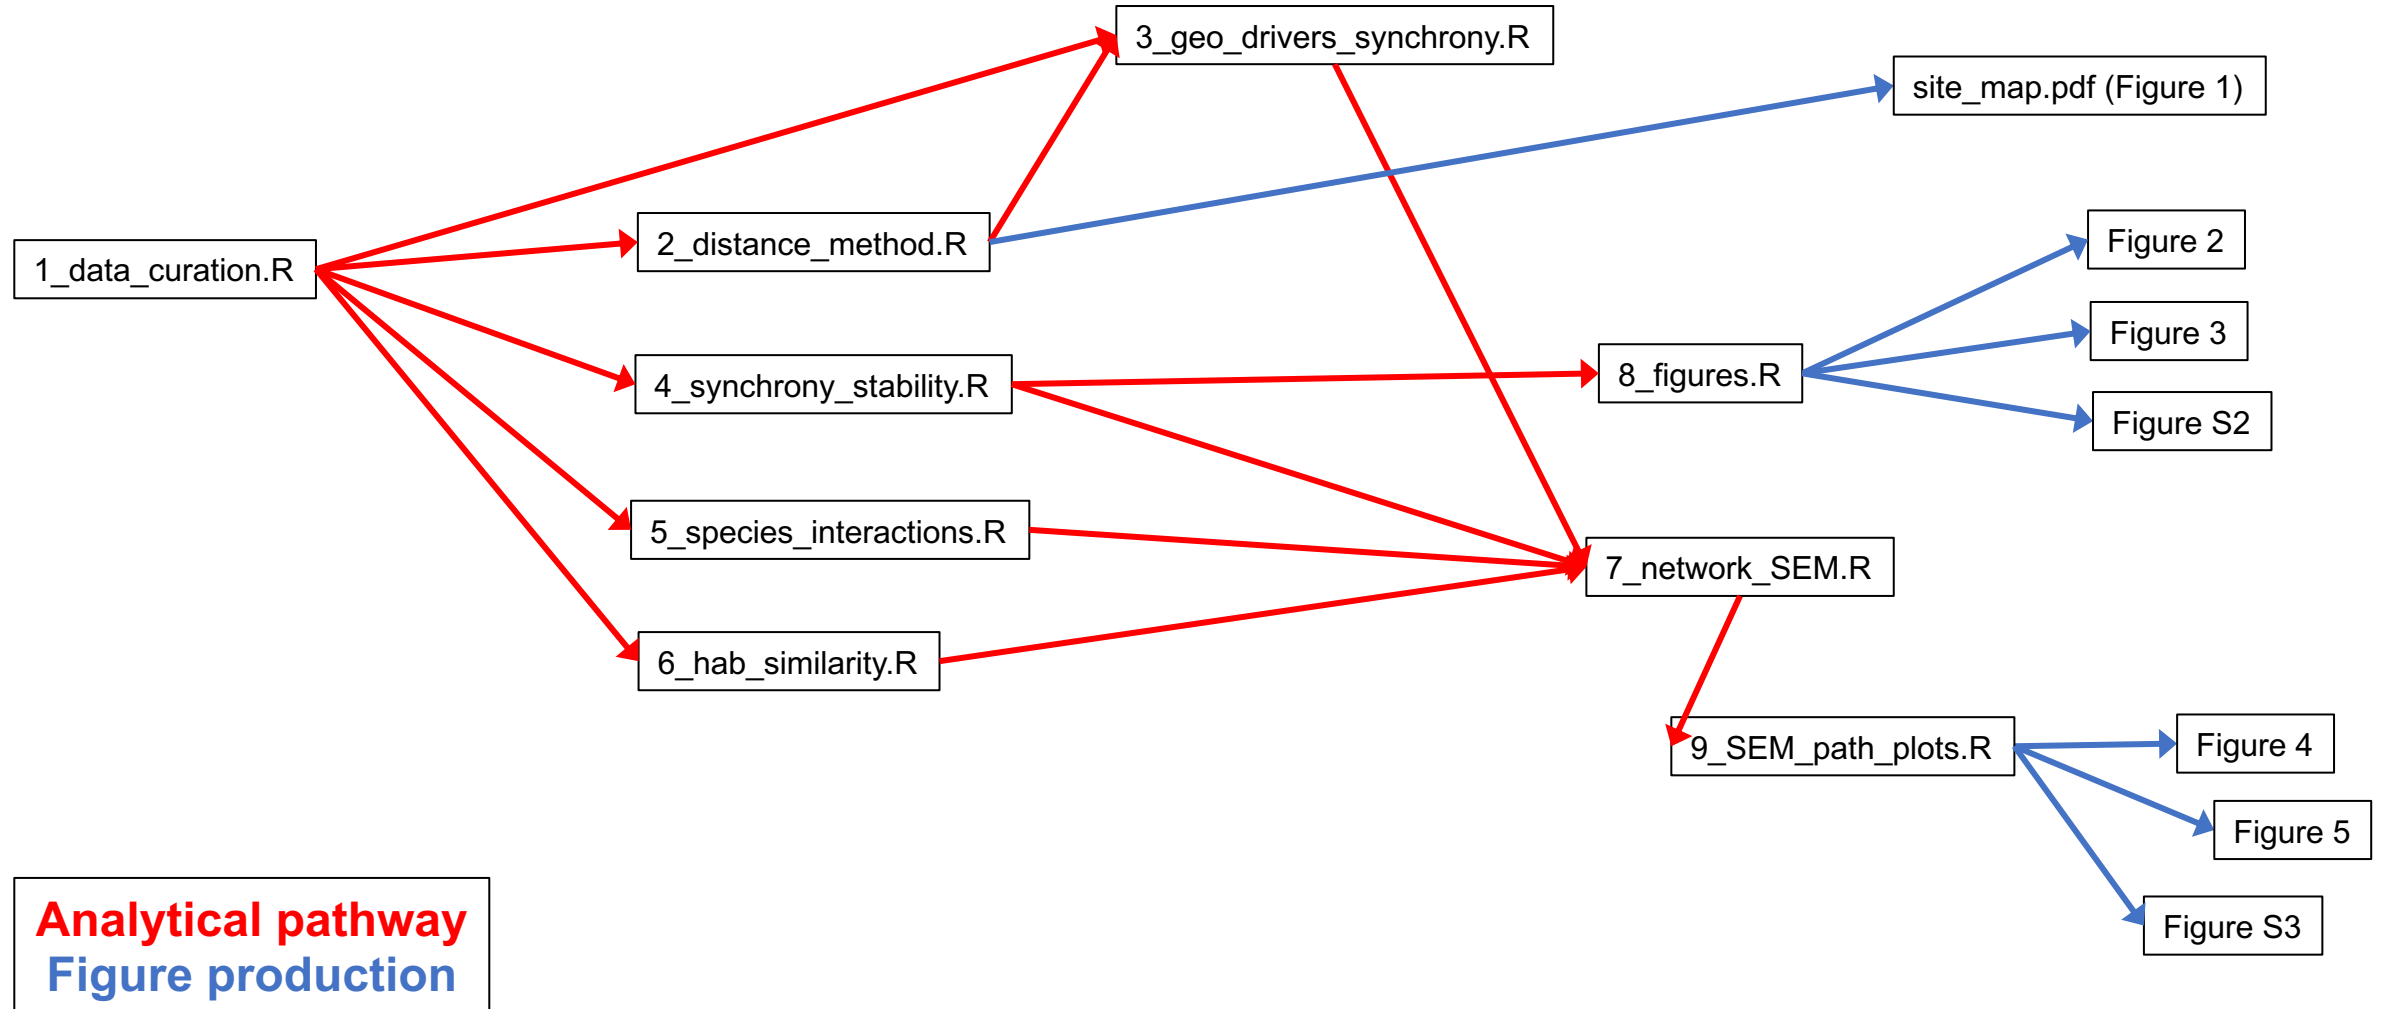 3_geo_drivers_synchrony.R
site_map.pdf (Figure 1)
1_data_curation.R
2_distance_method.R
Figure 2
Figure 3
4_synchrony_stability.R
8_figures.R
Figure S2
5_species_interactions.R
7_network_SEM.R
6_hab_similarity.R
9_SEM_path_plots.R
Figure 4
Figure 5
Figure S3
Analytical pathway
Figure production